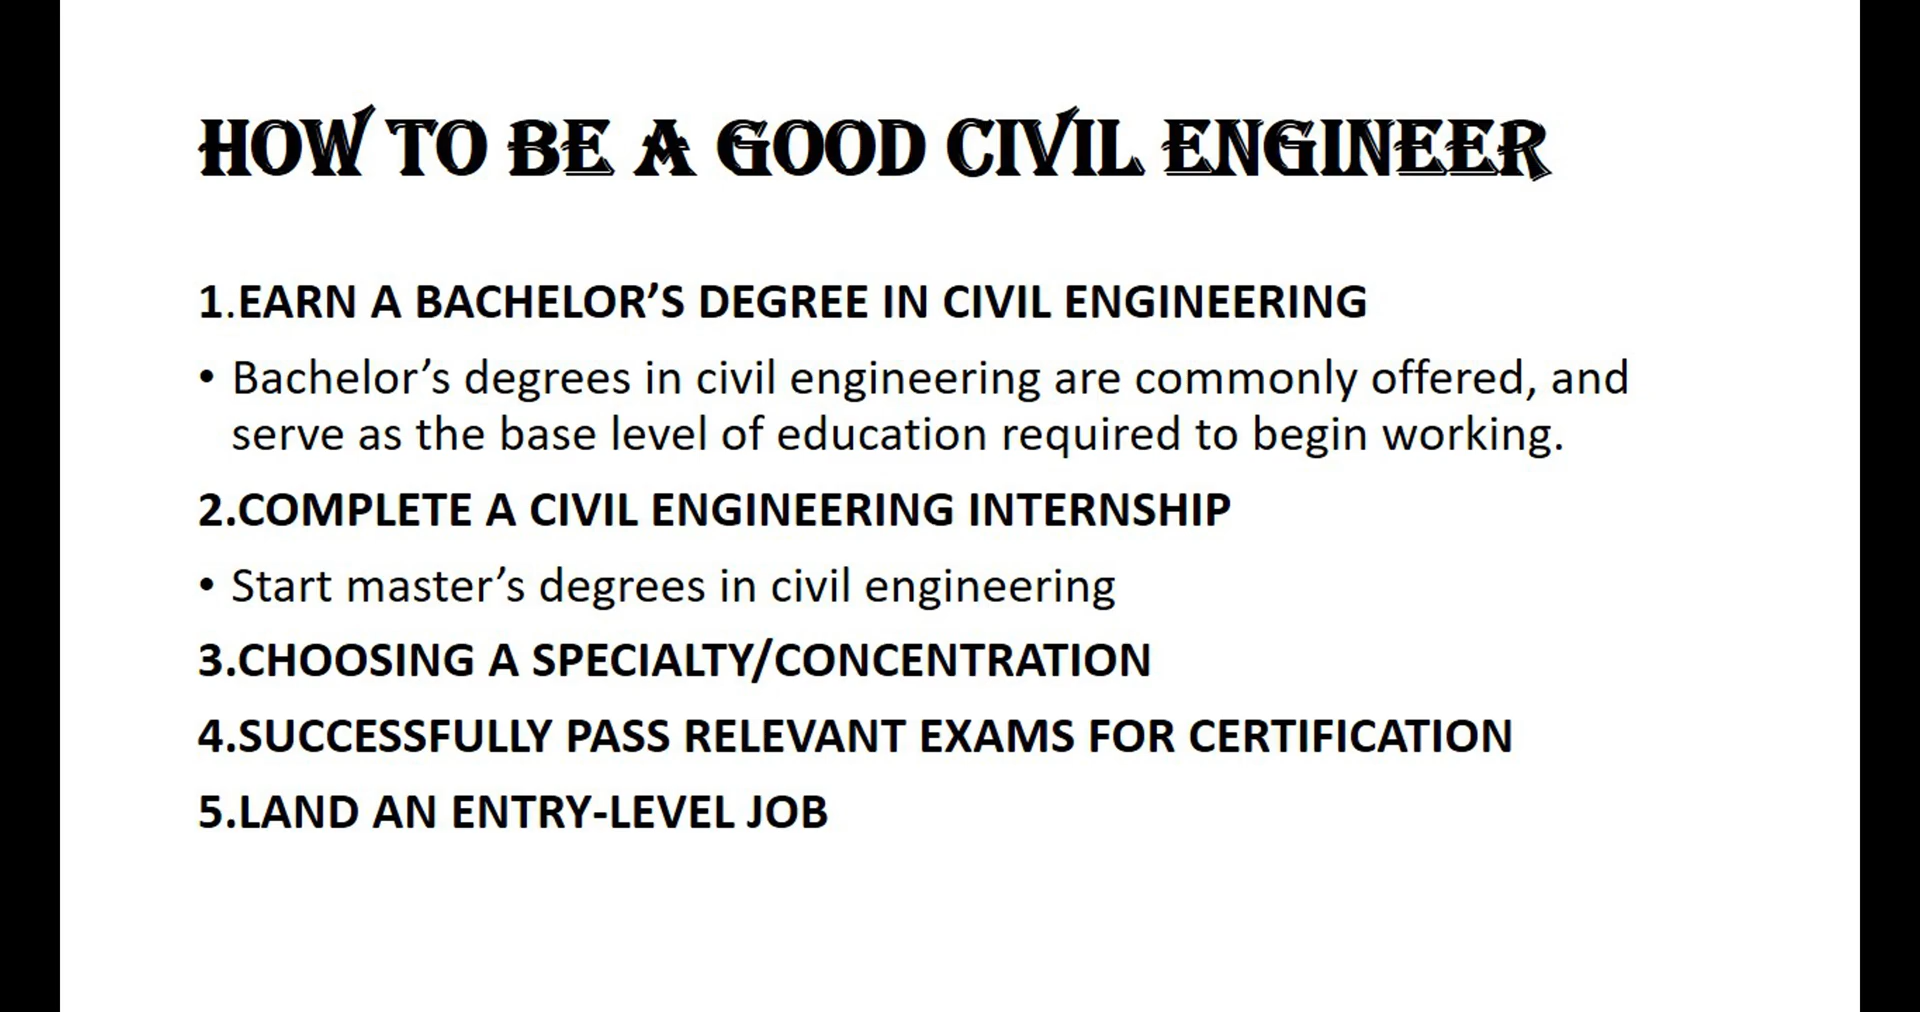 HOW TO BE A GOOD CIVIL ENGINEER
1.EARN A BACHELOR’S DEGREE IN CIVIL ENGINEERING
• Bachelor’s degrees in civil engineering are commonly offered, and
serve as the base level of education required to begin working.
2.COMPLETE A CIVIL ENGINEERING INTERNSHIP
• Start master’s degrees in civil engineering
3.CHOOSING A SPECIALTY/CONCENTRATION
4.SUCCESSFULLY PASS RELEVANT EXAMS FOR CERTIFICATION
5.LAND AN ENTRY-LEVEL JOB